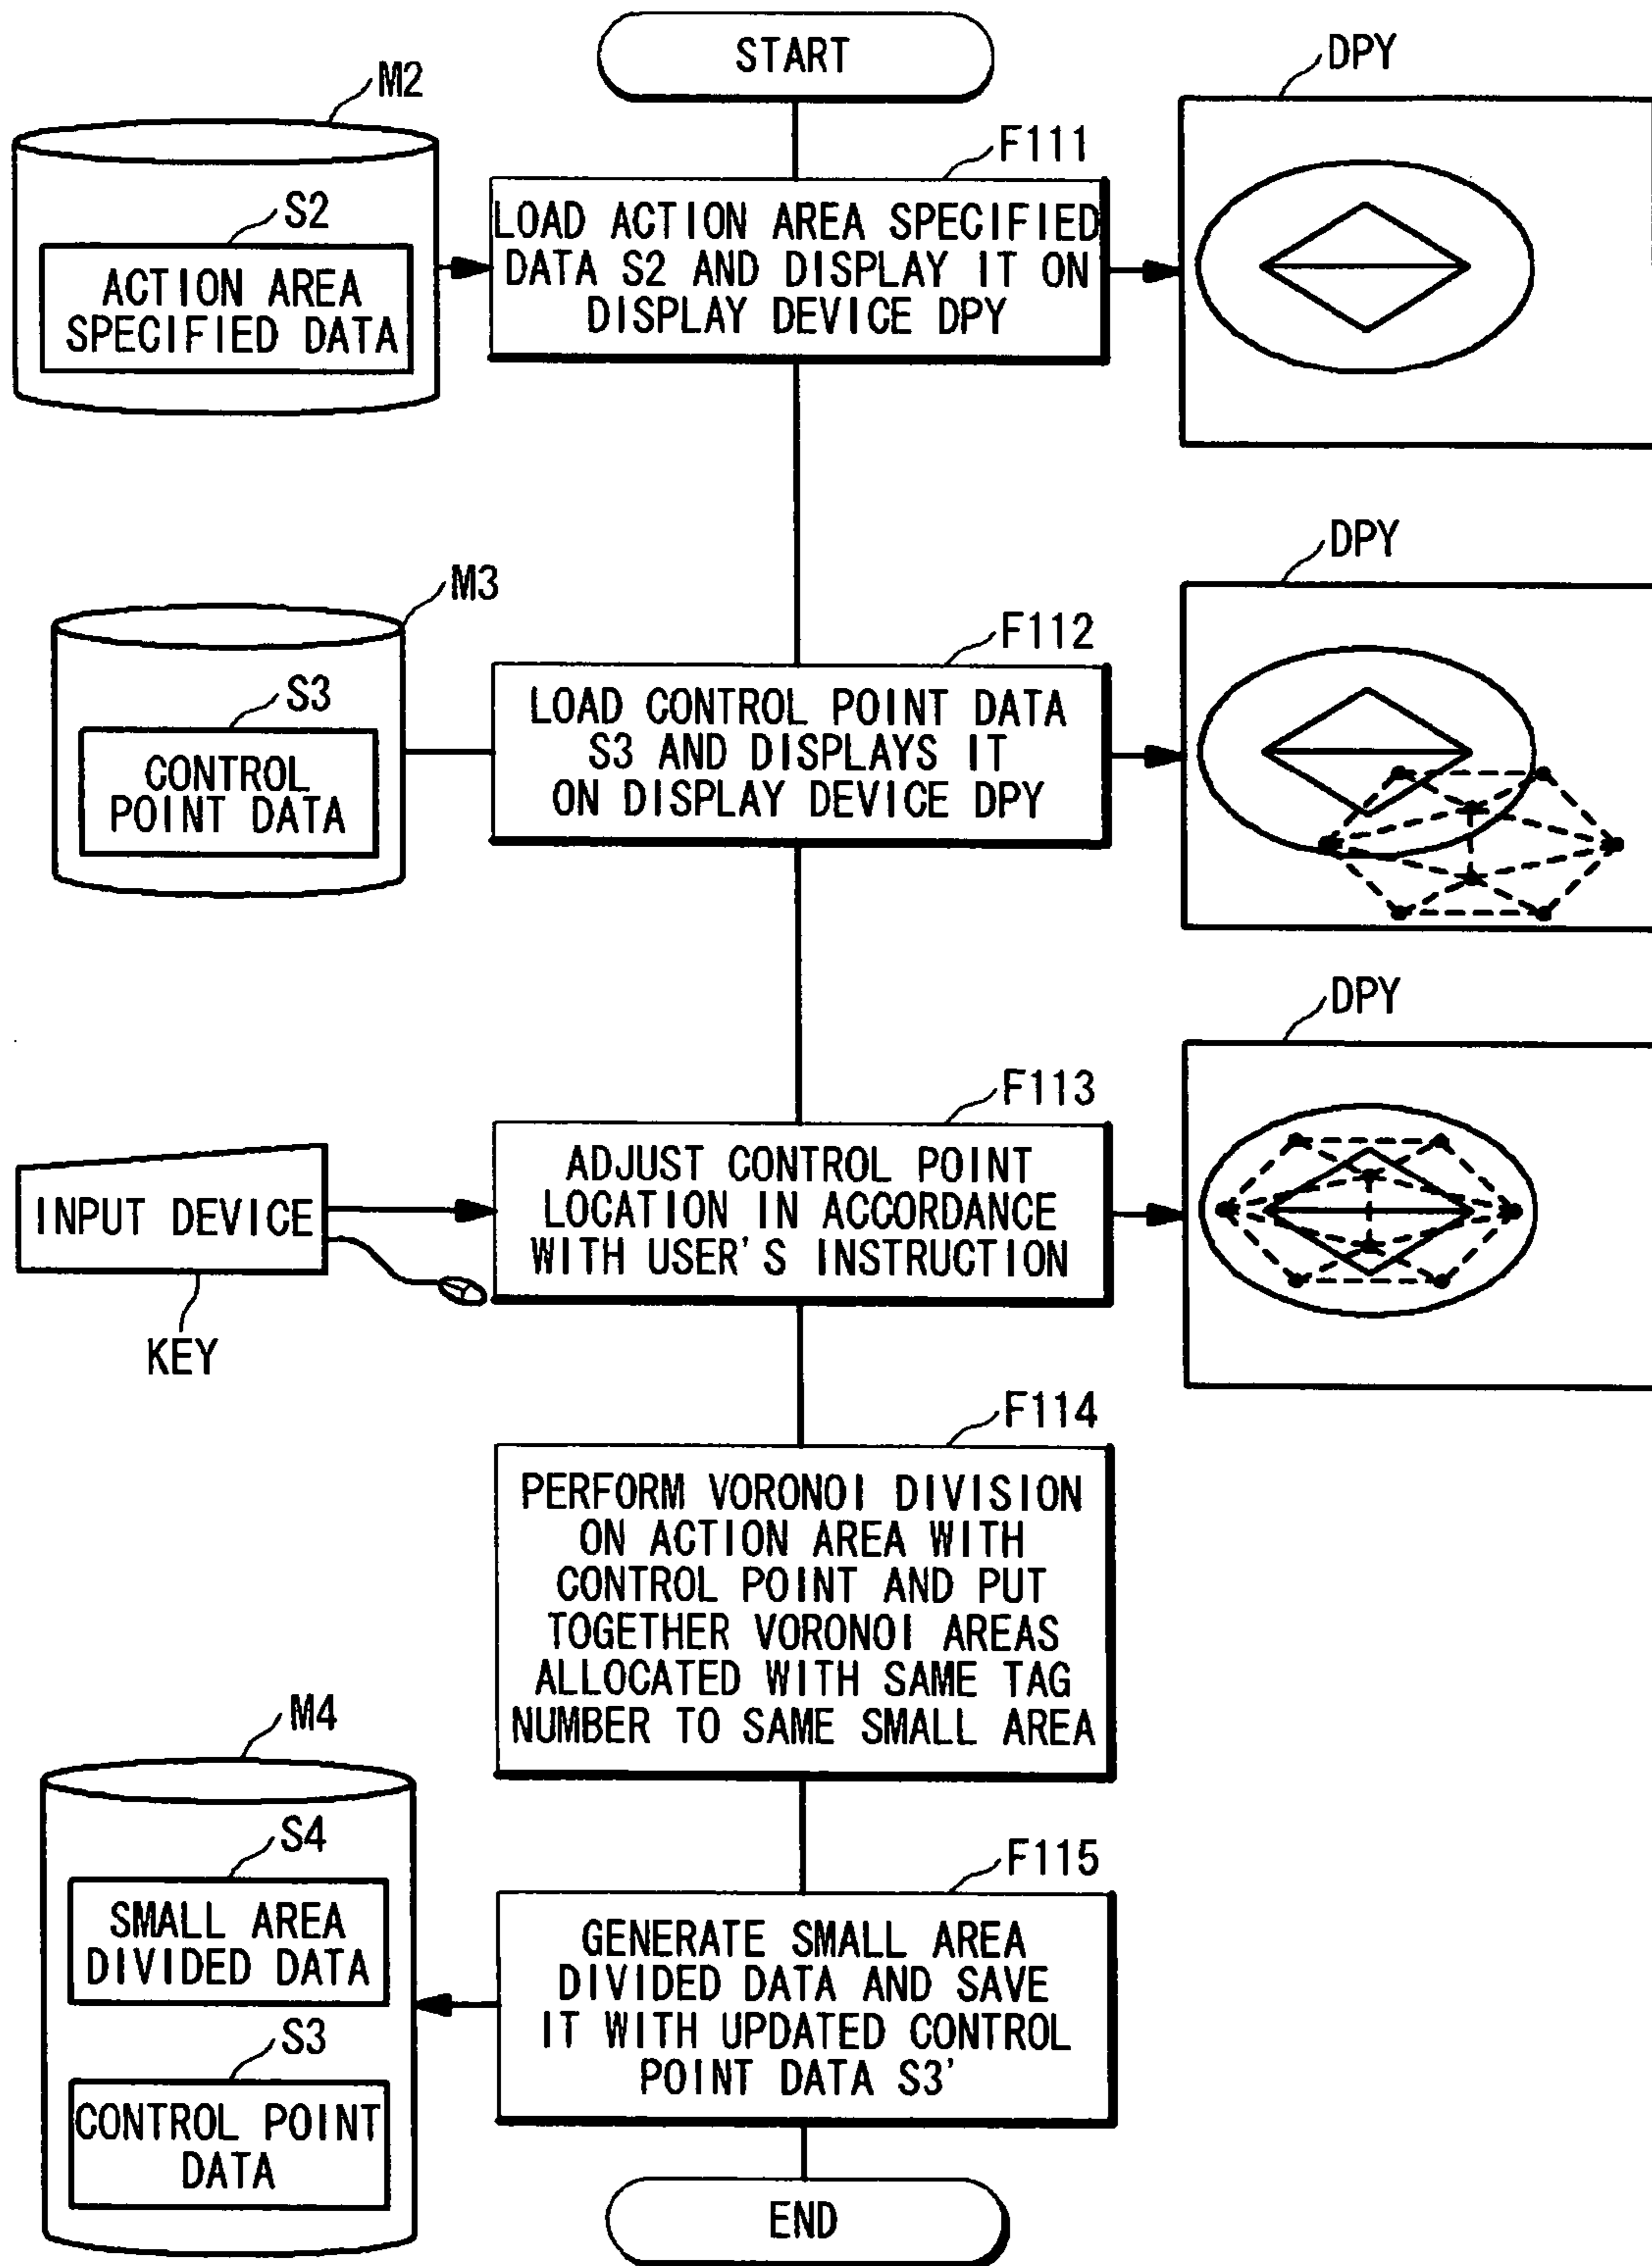 START
DPY
M2
F111
S2
ACTION AREA
SPECIFIED DATA
LOAD ACTION AREA SPECIFIED
DATA S2 AND DISPLAY IT ON
DISPLAY DEVICE DPY
DPY
M3
F112
S3
CONTROL
POINT DATA
LOAD CONTROL POINT DATA
S3 AND DISPLAYS IT
ON DISPLAY DEVICE DPY
DPY
F113
INPUT DEVICE
KEY
ADJUST CONTROL POINT
LOCATION IN ACCORDANCE
WITH USER'S INSTRUCTION
F114
PERFORM VORONOI DIVISION
ON ACTION AREA WITH
CONTROL POINT AND PUT
TOGETHER VORONOI AREAS
ALLOCATED WITH SAME TAG
NUMBER TO SAME SMALL AREA
M4
S4
SMALL AREA
DIVIDED DATA
S3
CONTROL POINT
DATA
F115
GENERATE SMALL AREA
DIVIDED DATA AND SAVE
IT WITH UPDATED CONTROL
POINT DATA S3'
END